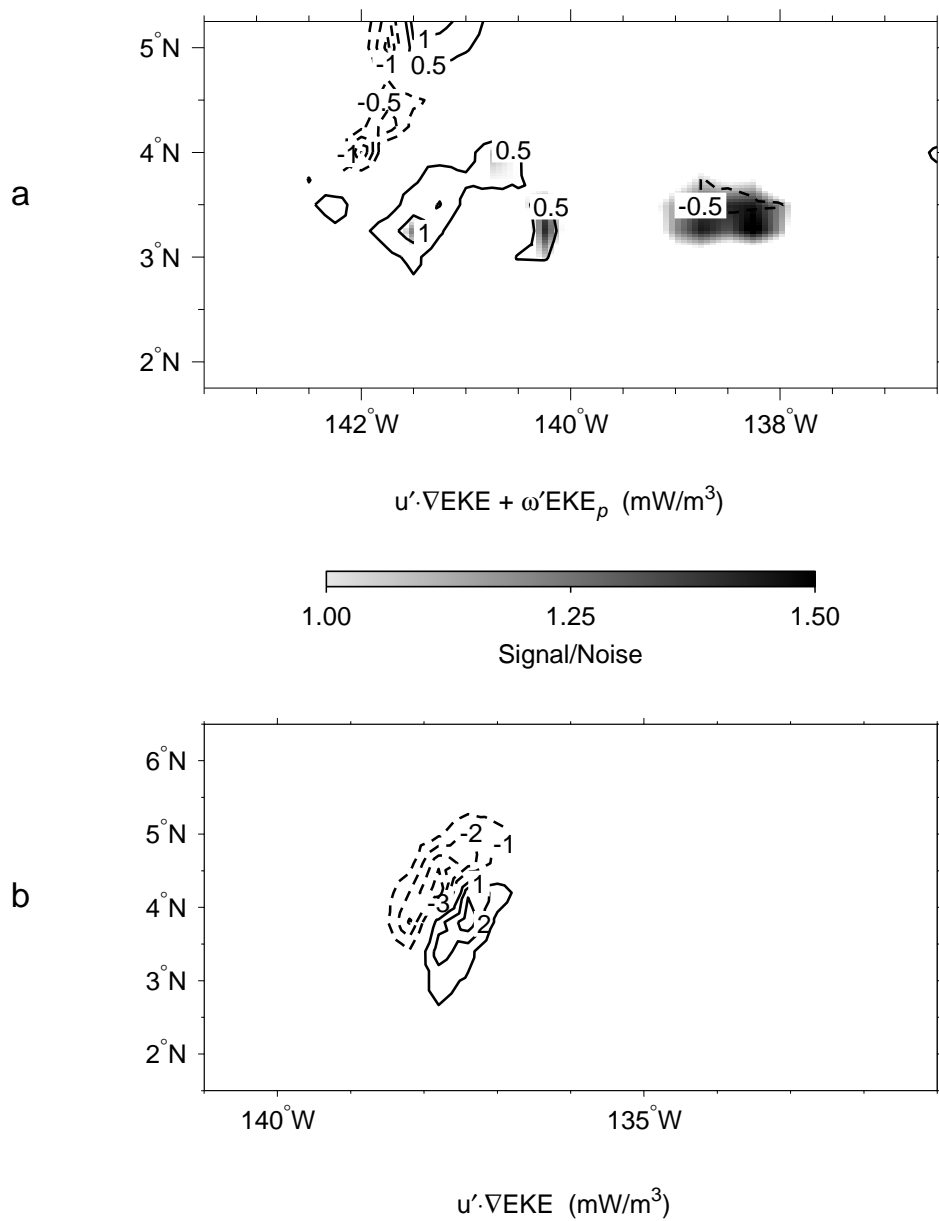 a
5°N
4°N
3°N
2°N
1
-1
0.5
-0.5
-1
0.5
0.5
1
-0.5
142°W
140°W
138°W
u′·∇EKE + ω′EKEₚ (mW/m³)
1.00
1.25
1.50
Signal/Noise
b
6°N
5°N
4°N
3°N
2°N
-2
-1
1
-3
2
140°W
135°W
u′·∇EKE (mW/m³)